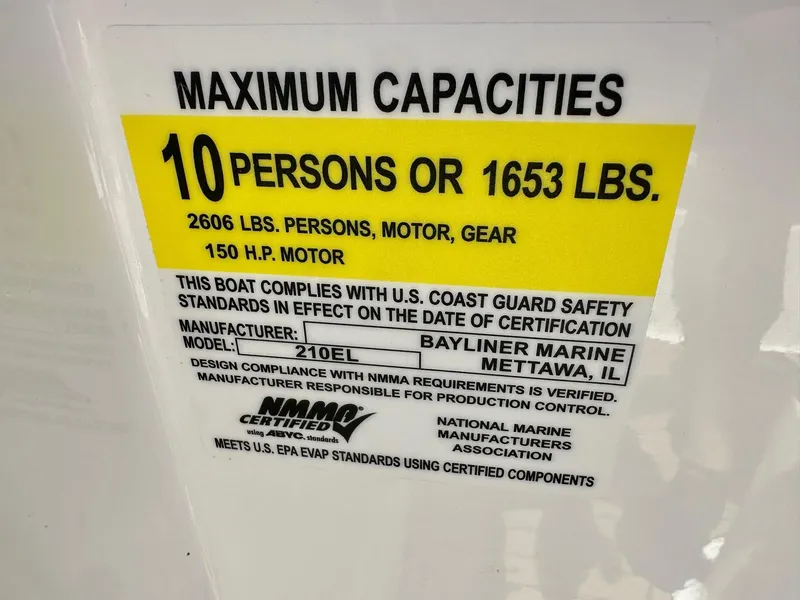 MAXIMUM CAPACITIES
10 PERSONS OR 1653 LBS.
2606 LBS. PERSONS, MOTOR, GEAR
150 H.P. MOTOR
THIS BOAT COMPLIES WITH U.S. COAST GUARD SAFETY
STANDARDS IN EFFECT ON THE DATE OF CERTIFICATION
MANUFACTURER: BAYLINER MARINE
MODEL: 210EL METTAWA, IL
DESIGN COMPLIANCE WITH NMMA REQUIREMENTS IS VERIFIED.
MANUFACTURER RESPONSIBLE FOR PRODUCTION CONTROL.
NMMA®
CERTIFIED
using ABYC. standards
NATIONAL MARINE
MANUFACTURERS
ASSOCIATION
MEETS U.S. EPA EVAP STANDARDS USING CERTIFIED COMPONENTS